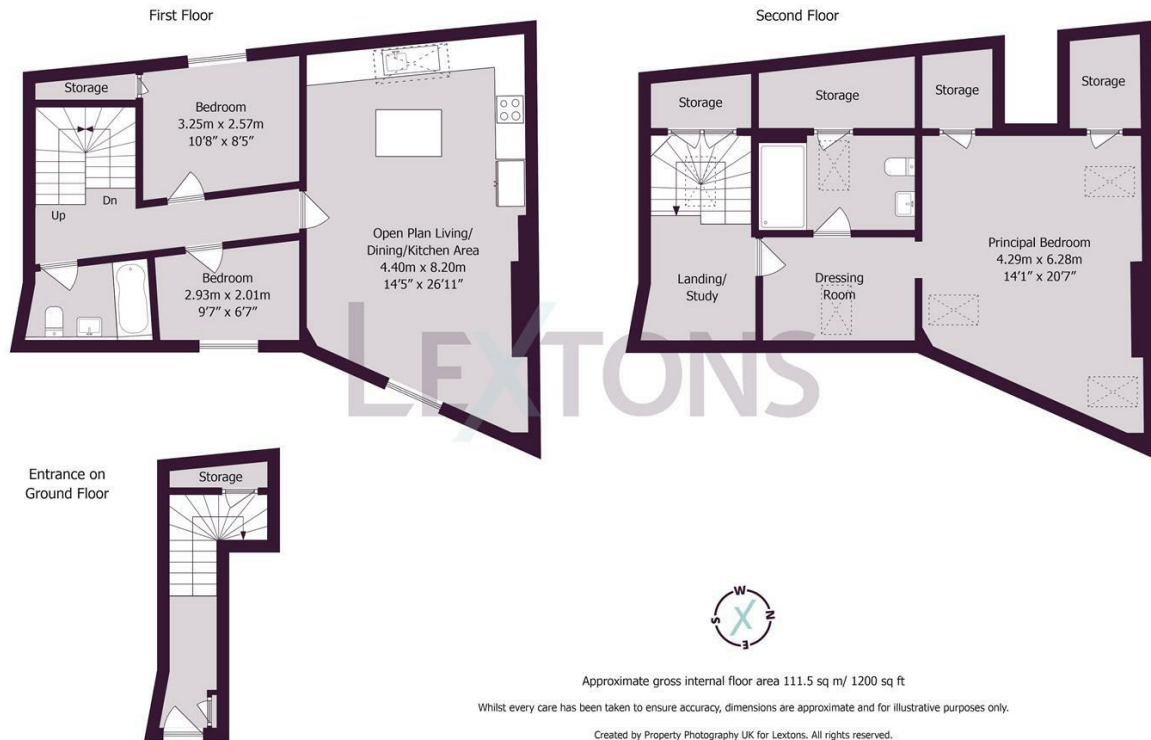 First Floor
Storage
Bedroom
3.25m x 2.57m
10'8" x 8'5"
Up
Dn
Open Plan Living/
Dining/Kitchen Area
4.40m x 8.20m
14'5" x 26'11"
Bedroom
2.93m x 2.01m
9'7" x 6'7"
Second Floor
Storage
Storage
Storage
Storage
Landing/
Study
Dressing
Room
Principal Bedroom
4.29m x 6.28m
14'1" x 20'7"
LEXTONS
Entrance on
Ground Floor
Storage
W
S
N
E
X
Approximate gross internal floor area 111.5 sq m/ 1200 sq ft
Whilst every care has been taken to ensure accuracy, dimensions are approximate and for illustrative purposes only.
Created by Property Photography UK for Lextons. All rights reserved.